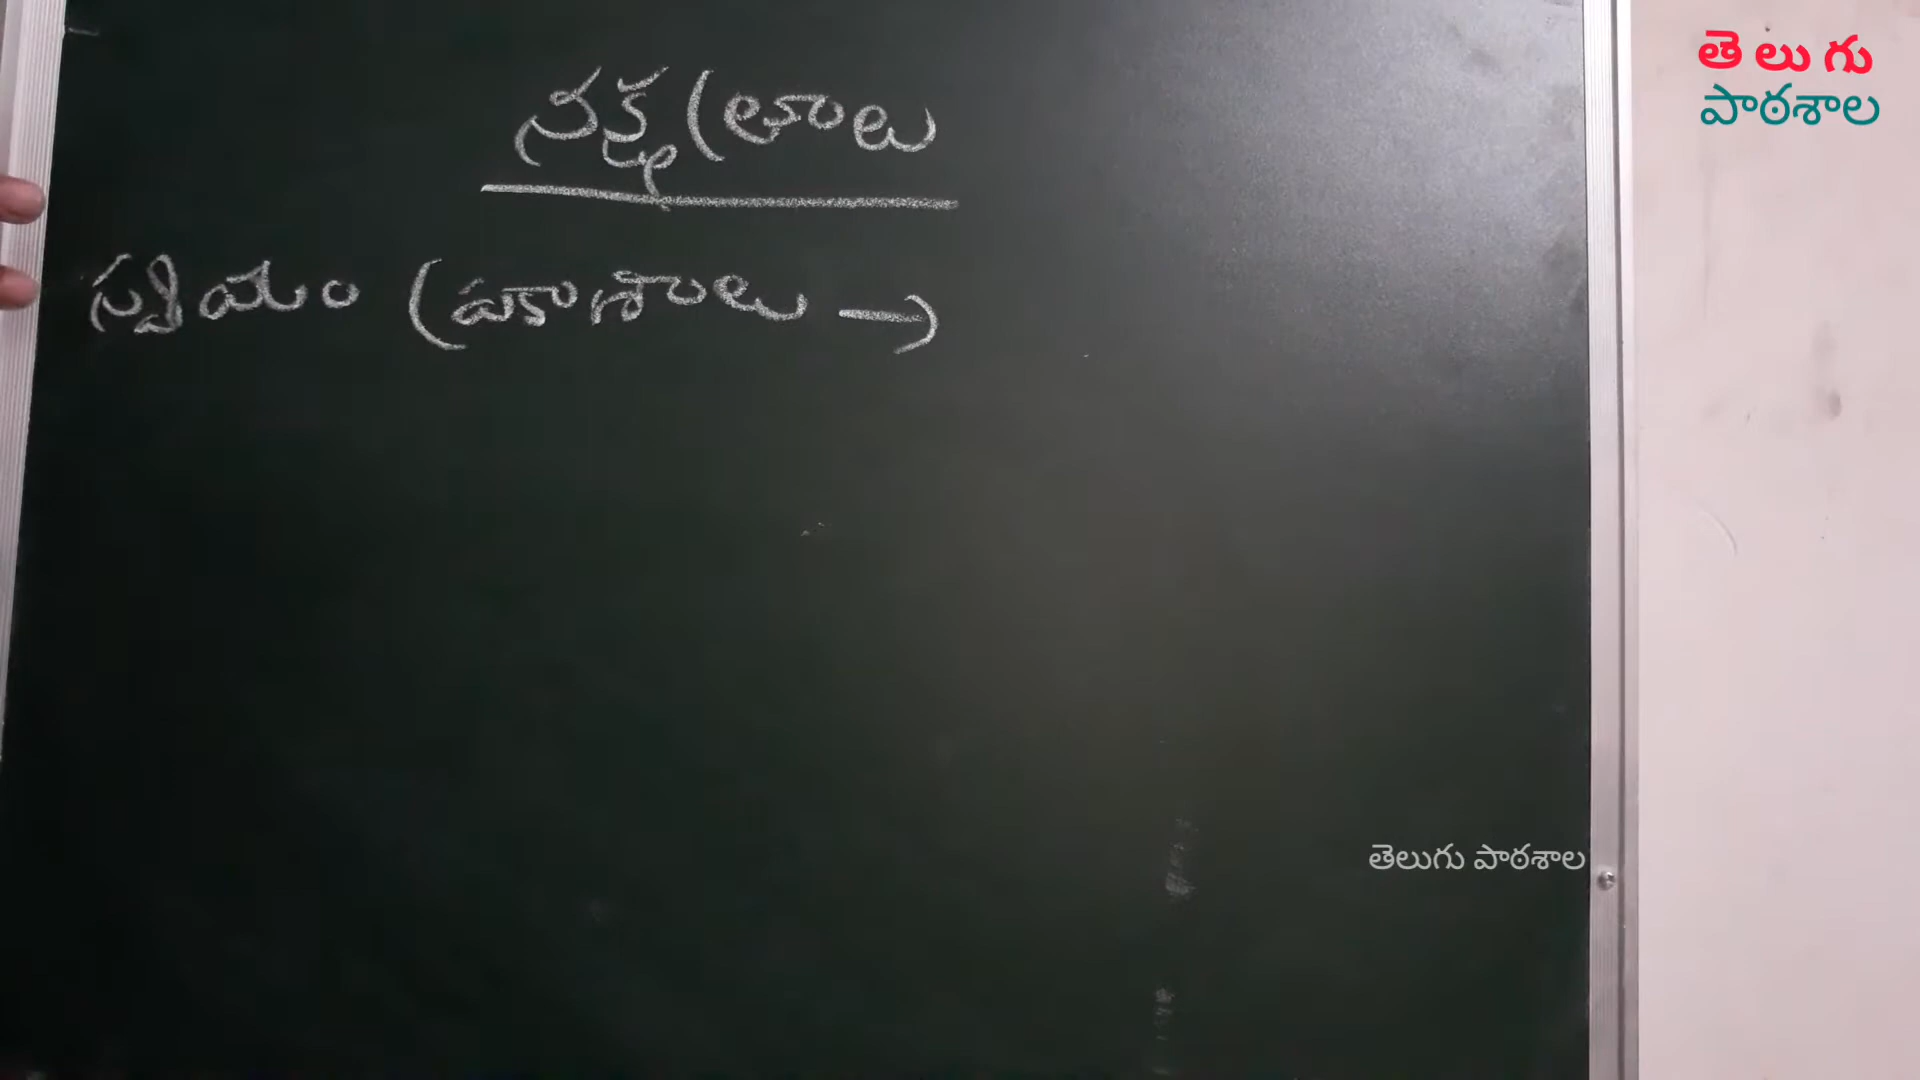 నక్షత్రాలు
స్వయం ప్రకాశాలు →
తెలుగు
పాఠశాల
తెలుగు పాఠశాల